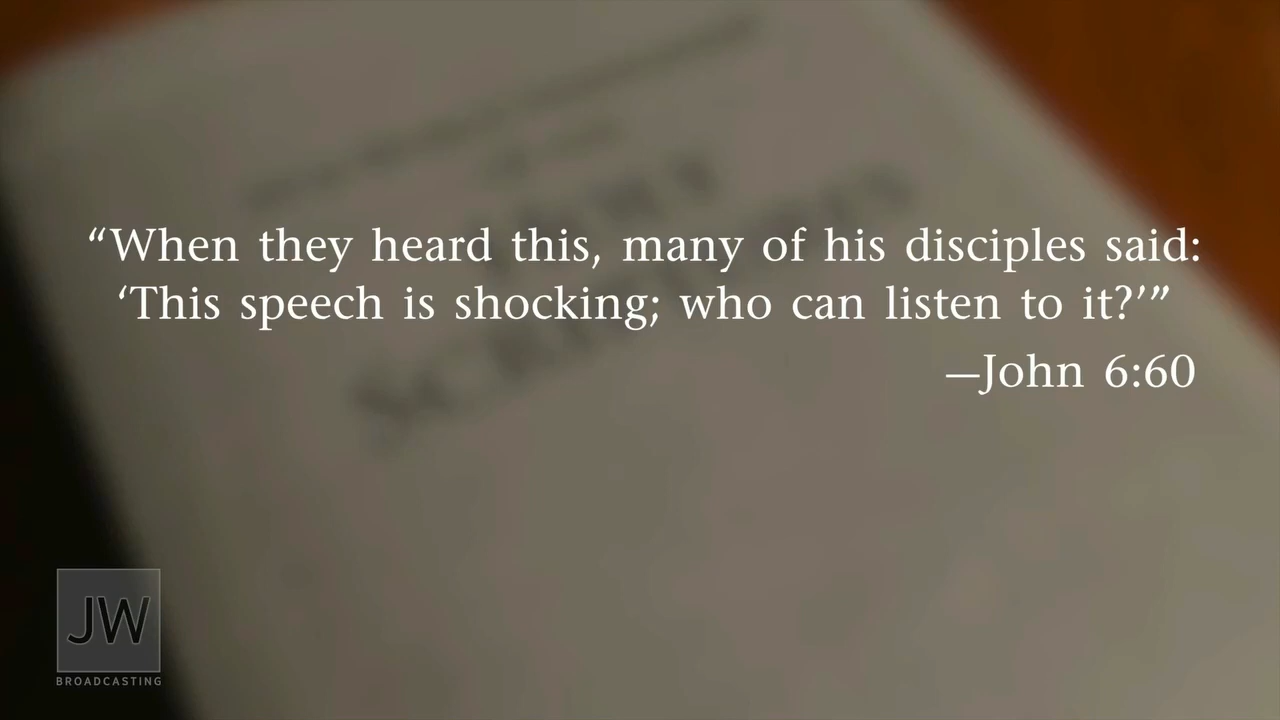 “When they heard this, many of his disciples said:
‘This speech is shocking; who can listen to it?’”
—John 6:60
JW
BROADCASTING